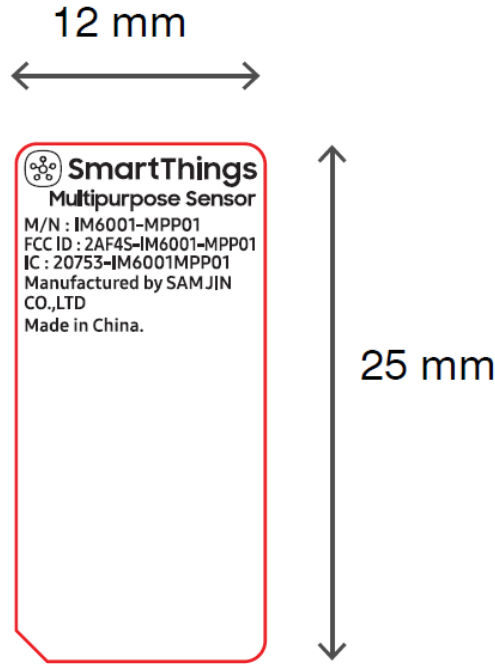 12 mm
SmartThings
Multipurpose Sensor
M/N : IM6001-MPP01
FCC ID : 2AF4S-IM6001-MPP01
IC : 20753-IM6001MPP01
Manufactured by SAMJIN
CO.,LTD
Made in China.
25 mm